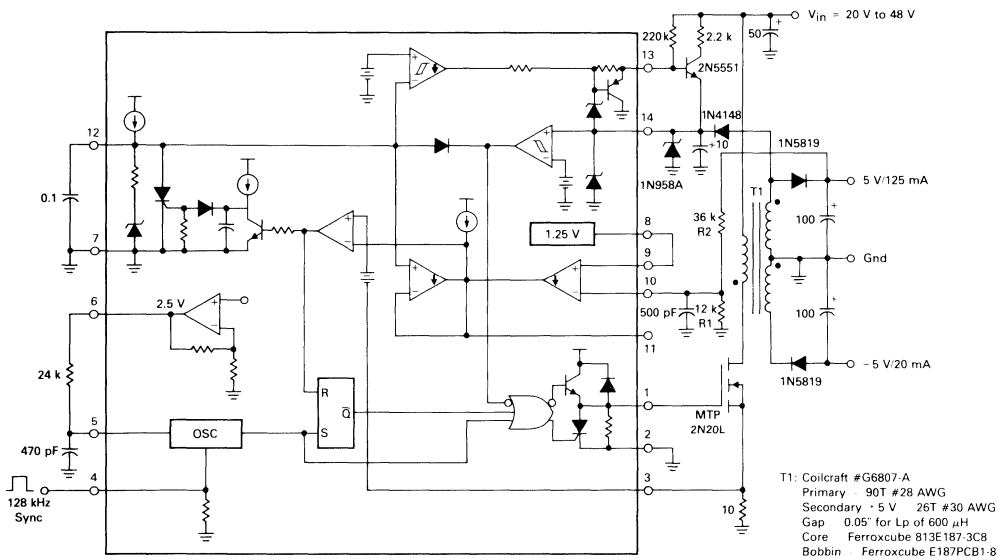 Vin = 20 V to 48 V
220 k
2.2 k
50
+
13
2N5551
14
1N4148
+10
1N958A
1N5819
12
0.1
7
T1
5 V/125 mA
+
100
36 k
R2
8
1.25 V
9
10
Gnd
6
2.5 V
500 pF
12 k
R1
+
100
11
24 k
1N5819
– 5 V/20 mA
R
Q
S
1
MTP
2N20L
2
5
OSC
470 pF
4
3
128 kHz
Sync
10
T1: Coilcraft #G6807-A
Primary - 90T #28 AWG
Secondary · 5 V 26T #30 AWG
Gap 0.05" for Lp of 600 μH
Core Ferroxcube 813E187-3C8
Bobbin - Ferroxcube E187PCB1-8